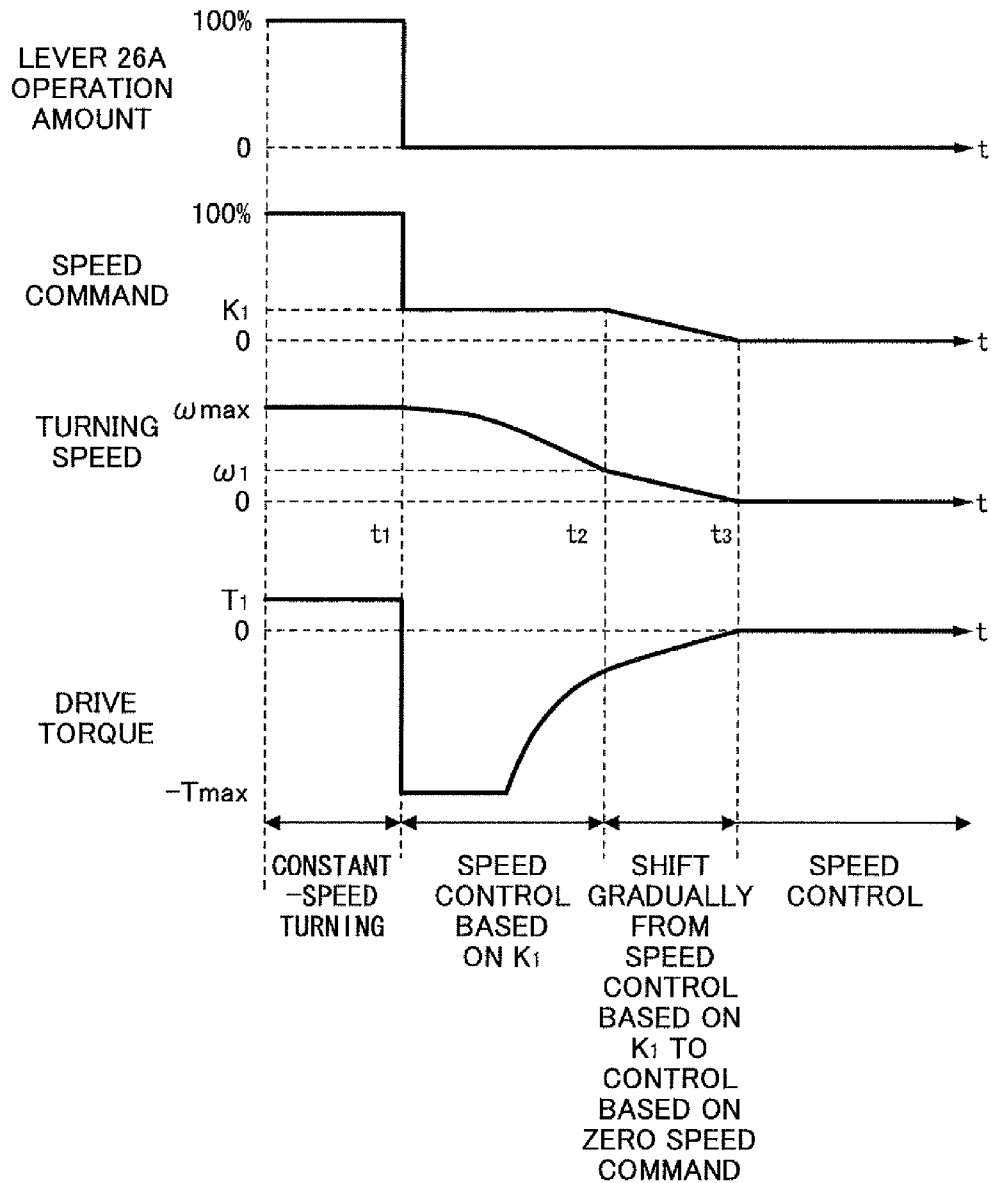 100%
LEVER 26A
OPERATION
AMOUNT
0
t
100%
SPEED
COMMAND
K1
0
t
ωmax
TURNING
SPEED
ω1
0
t
t1
t2
t3
T1
0
t
DRIVE
TORQUE
-Tmax
CONSTANT
-SPEED
TURNING
SPEED
CONTROL
BASED
ON K1
SHIFT
GRADUALLY
FROM
SPEED
CONTROL
BASED ON
K1 TO
CONTROL
BASED ON
ZERO SPEED
COMMAND
SPEED
CONTROL